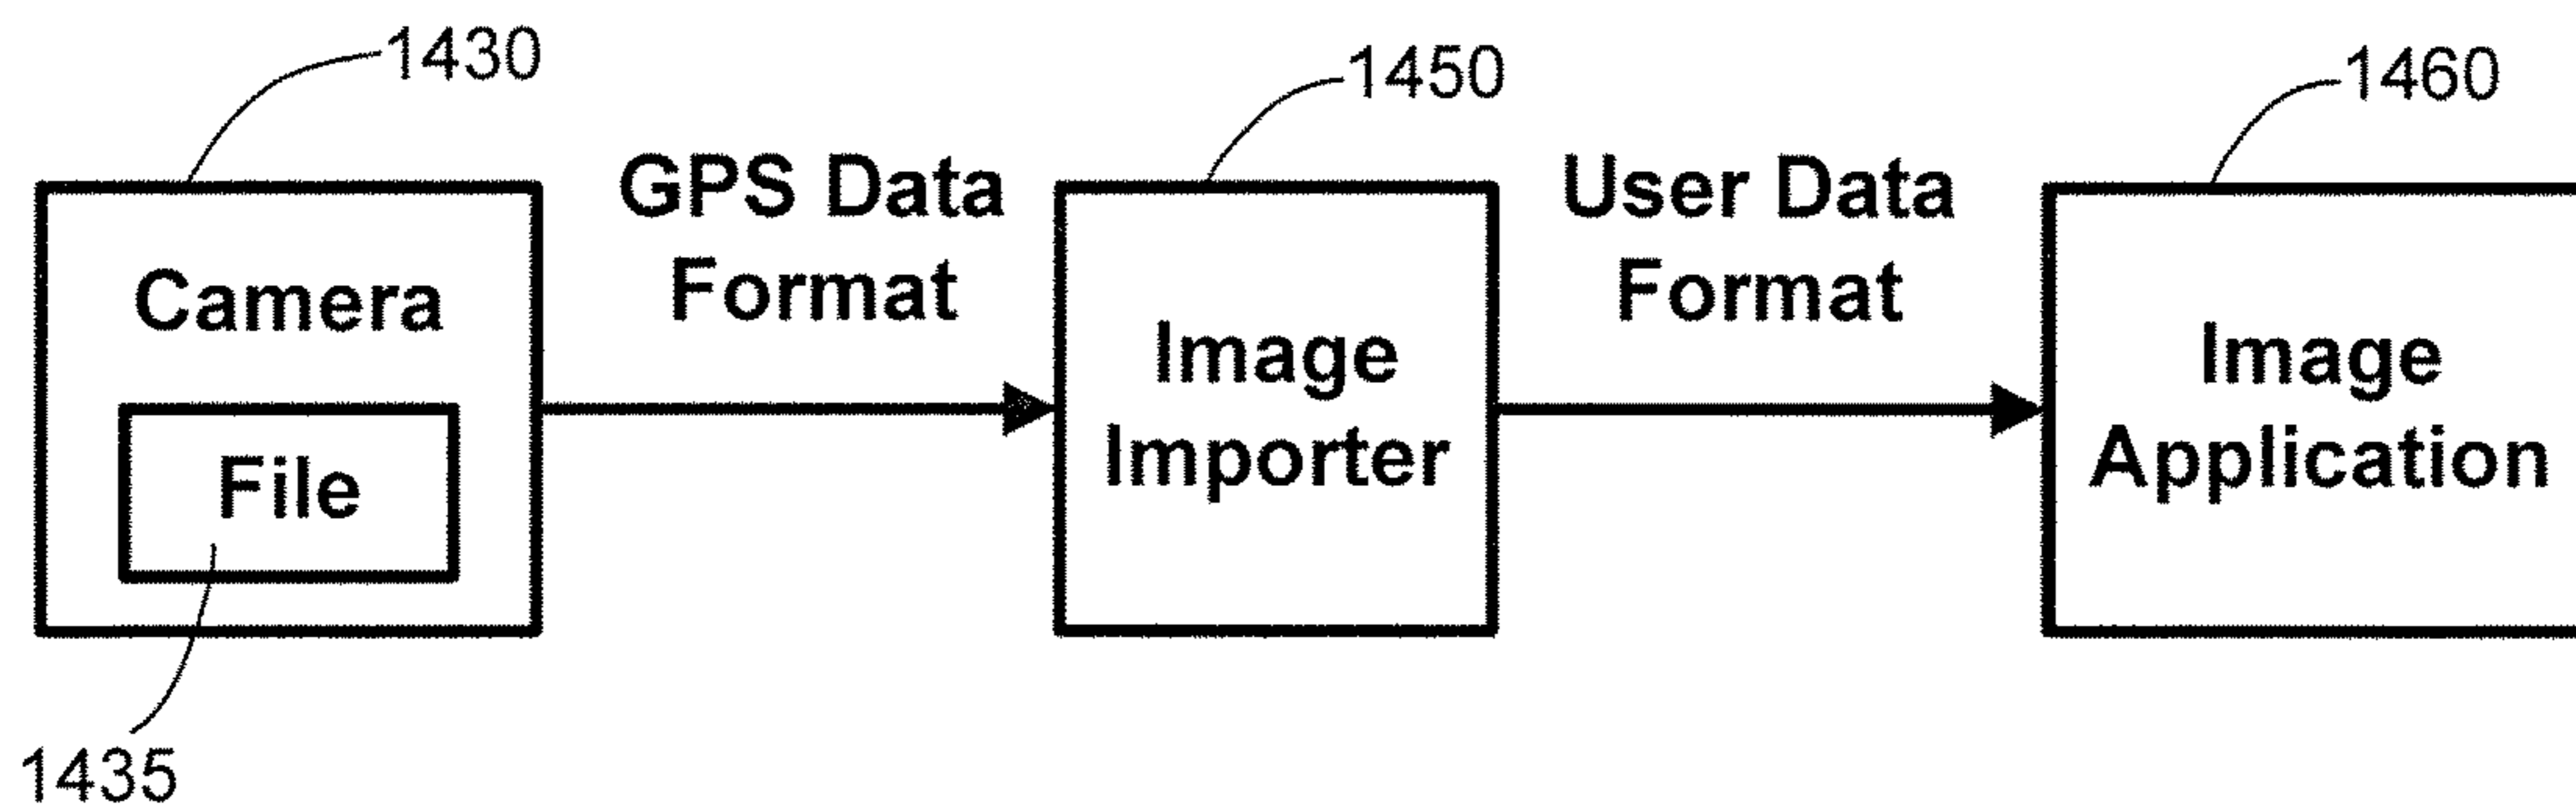 1430
1450
1460
GPS Data
Format
User Data
Format
Camera
File
Image
Importer
Image
Application
1435